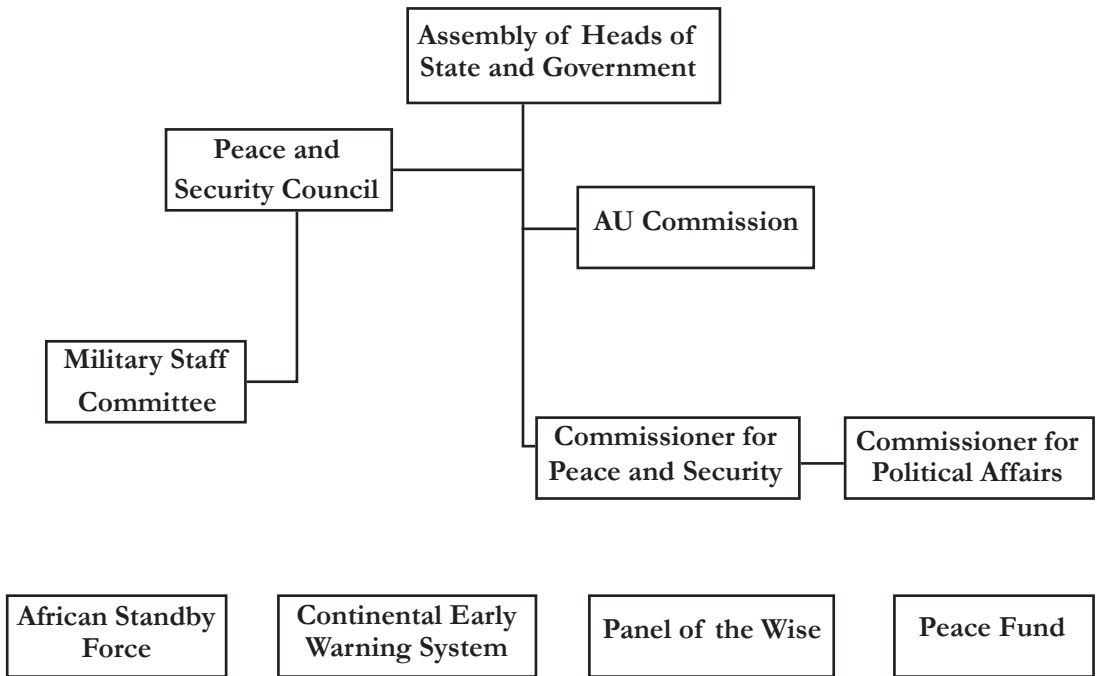 Assembly of Heads of
State and Government
Peace and
Security Council
AU Commission
Military Staff
Committee
Commissioner for
Peace and Security
Commissioner for
Political Affairs
African Standby
Force
Continental Early
Warning System
Panel of the Wise
Peace Fund